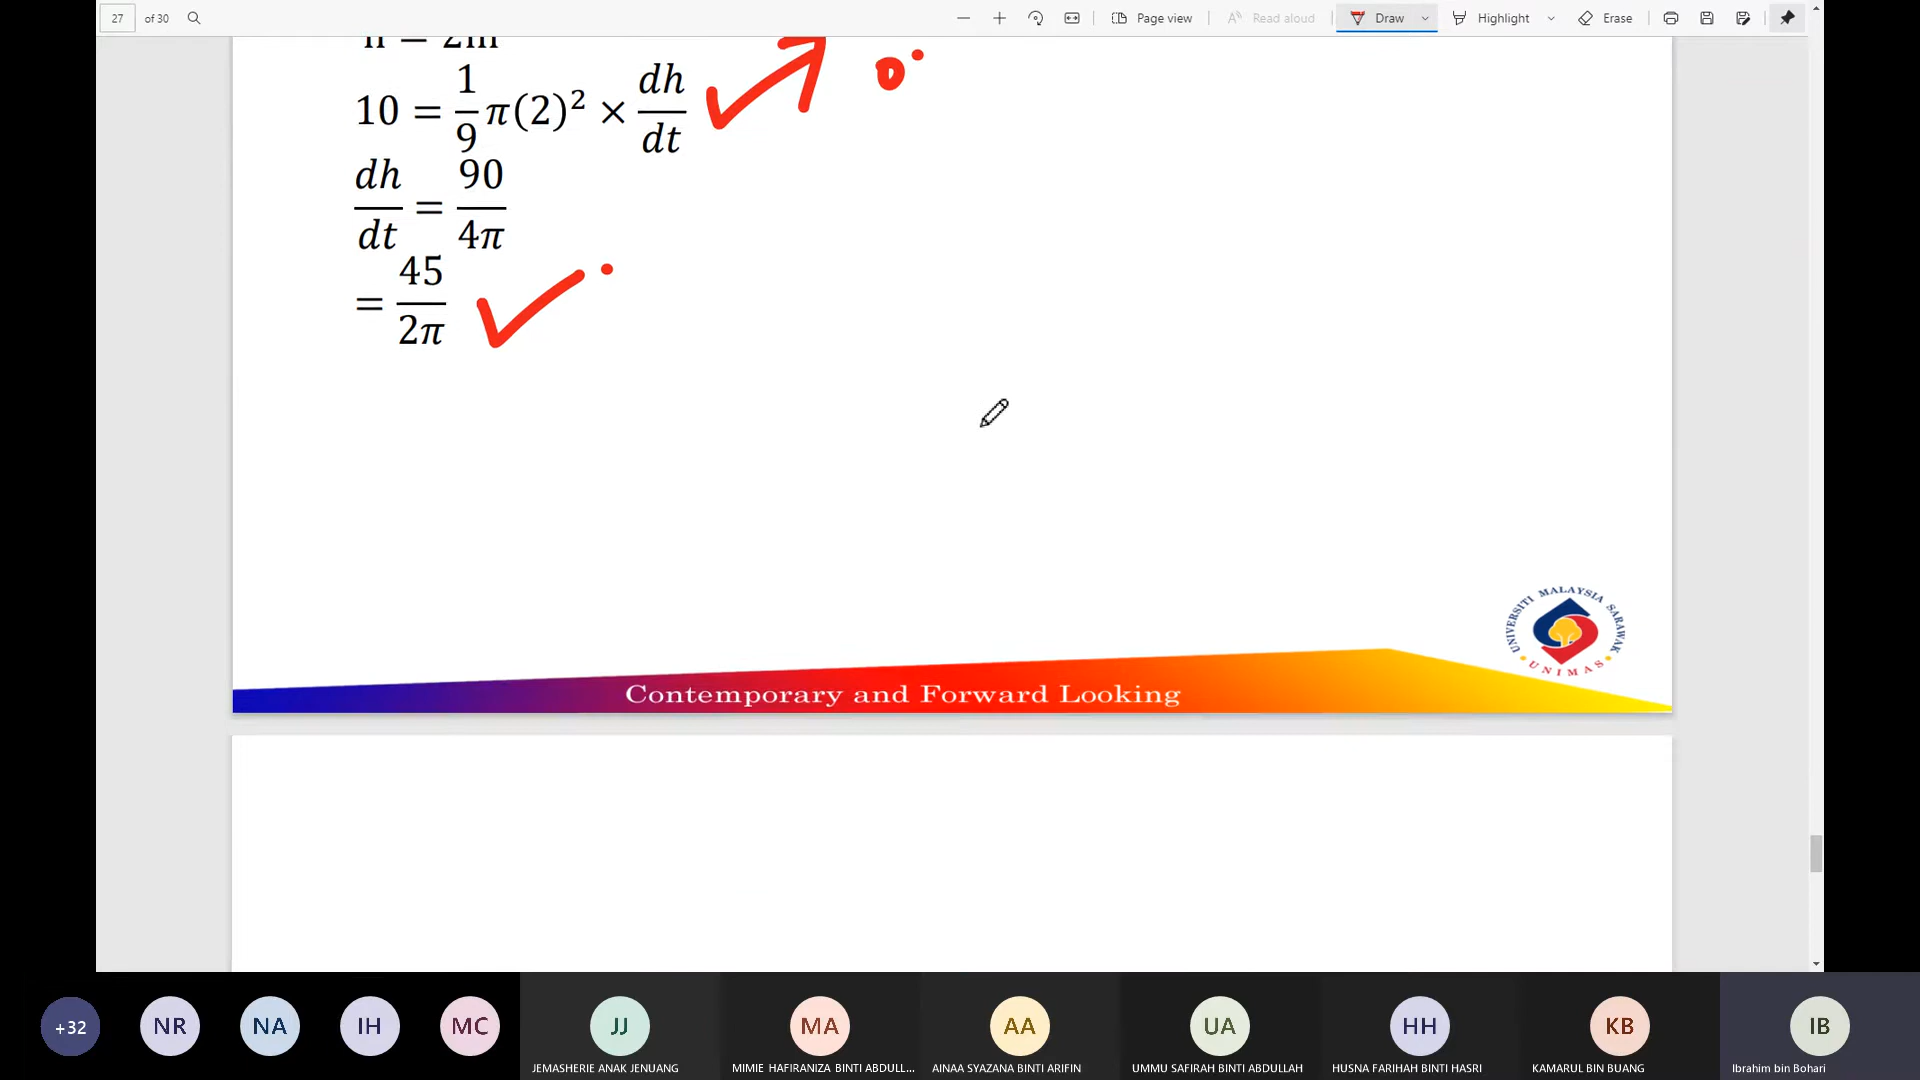 27 of 30 Page view Read aloud Draw Highlight Erase
h = 2m
10 = 1/9 π(2)² × dh/dt
dh/dt = 90/4π
= 45/2π
UNIVERSITI MALAYSIA SARAWAK
UNIMAS
Contemporary and Forward Looking
+32 NR NA IH MC JJ MA AA UA HH KB IB
JEMASHERIE ANAK JENUANG MIMIE HAFIRANIZA BINTI ABDULL... AINAA SYAZANA BINTI ARIFIN UMMU SAFIRAH BINTI ABDULLAH HUSNA FARIHAH BINTI HASRI KAMARUL BIN BUANG Ibrahim bin Bohari